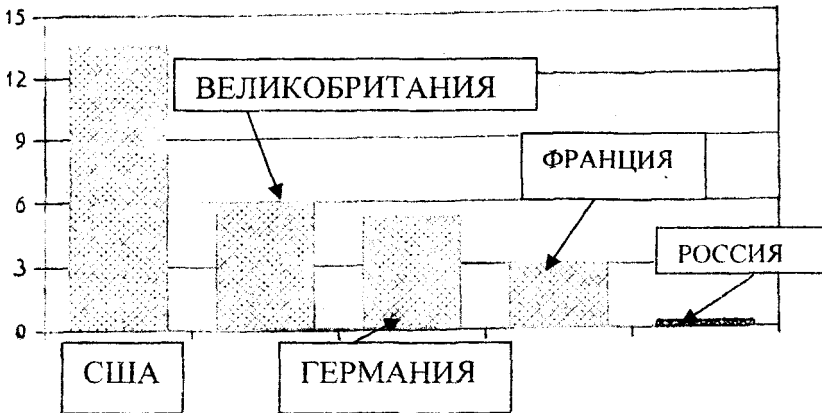 15
12
ВЕЛИКОБРИТАНИЯ
9
ФРАНЦИЯ
6
РОССИЯ
3
0
США
ГЕРМАНИЯ